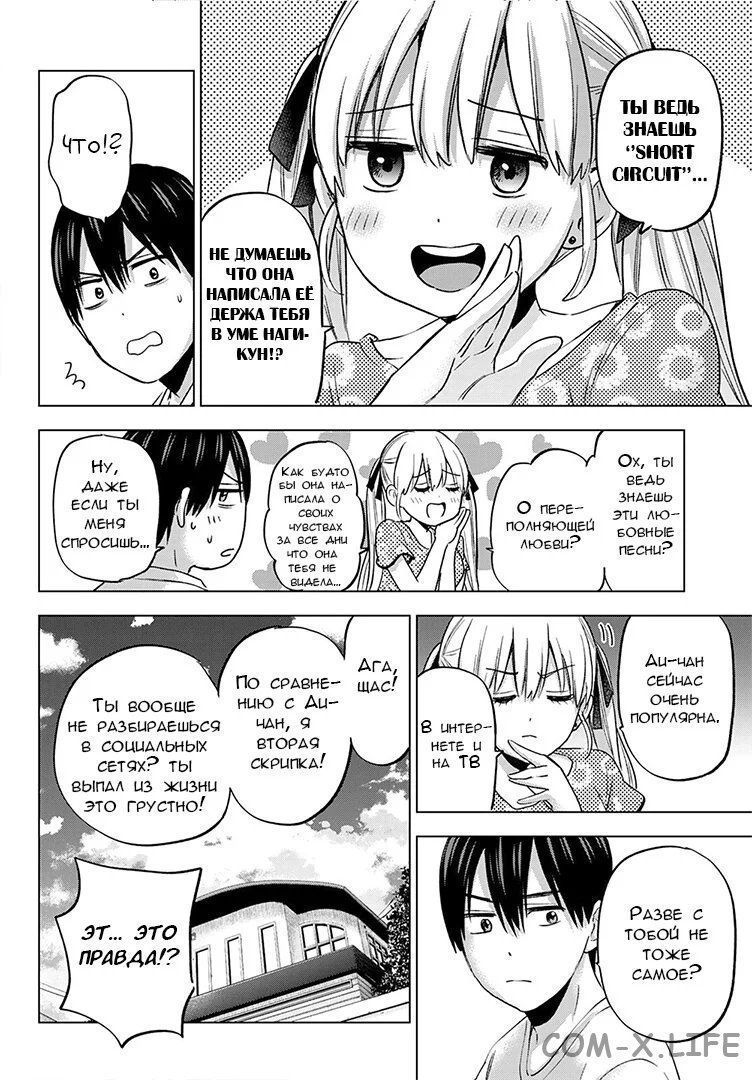 ТЫ ВЕДЬ
ЗНАЕШЬ
‘’SHORT
CIRCUIT’’...
НЕ ДУМАЕШЬ
ЧТО ОНА
НАПИСАЛА ЕЁ
ДЕРЖА ТЕБЯ
В УМЕ НАГИ-
КУН!?
ЧТО!?
ОХ, ТЫ
ВЕДЬ
ЗНАЕШЬ
ЭТИ ЛЮ-
БОВНЫЕ
ПЕСНИ?
О ПЕРЕ-
ПОЛНЯЮЩЕЙ
ЛЮБВИ?
КАК БУДТО
БЫ ОНА НА-
ПИСАЛА О
СВОИХ
ЧУВСТВАХ
ЗА ВСЕ ДНИ
ЧТО ОНА
ТЕБЯ НЕ
ВИДЕЛА...
НУ,
ДАЖЕ
ЕСЛИ ТЫ
МЕНЯ
СПРОСИШЬ...
АИ-ЧАН
СЕЙЧАС
ОЧЕНЬ
ПОПУЛЯРНА.
В ИНТЕР-
НЕТЕ И
НА ТВ
РАЗВЕ С
ТОБОЙ НЕ
ТОЖЕ
САМОЕ?
АГА,
ЩАС!
ПО СРАВНЕ-
НИЮ С АИ-
ЧАН, Я
ВТОРАЯ
СКРИПКА!
ТЫ ВООБЩЕ
НЕ РАЗБИРАЕШЬСЯ
В СОЦИАЛЬНЫХ
СЕТЯХ? ТЫ
ВЫПАЛ ИЗ ЖИЗНИ
ЭТО ГРУСТНО!
ЭТ... ЭТО
ПРАВДА!?
COM-X.LIFE